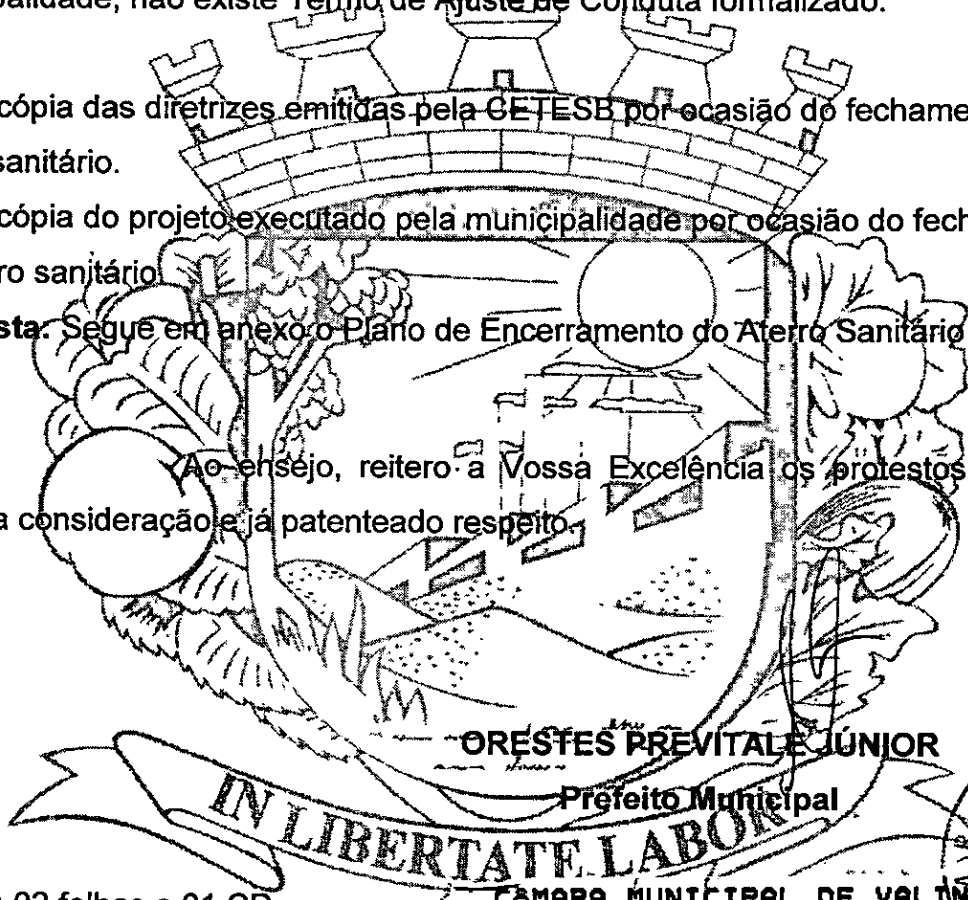 alidade, não existe Termo de Ajuste de Conduta formalizado.
cópia das diretrizes emitidas pela CETESB por ocasião do fechame
sanitário.
cópia do projeto executado pela municipalidade por ocasião do fech
ro sanitário
sta: Segue em anexo o Plano de Encerramento do Aterro Sanitário
Ao ensejo, reitero a Vossa Excelência os protestos
a consideração e já patenteado respeito.
ORESTES PREVITALE JÚNIOR
Prefeito Municipal
IN LIBERTATE LABOR
02 folhas e 01 CD
CÂMARA MUNICIPAL DE VALIN